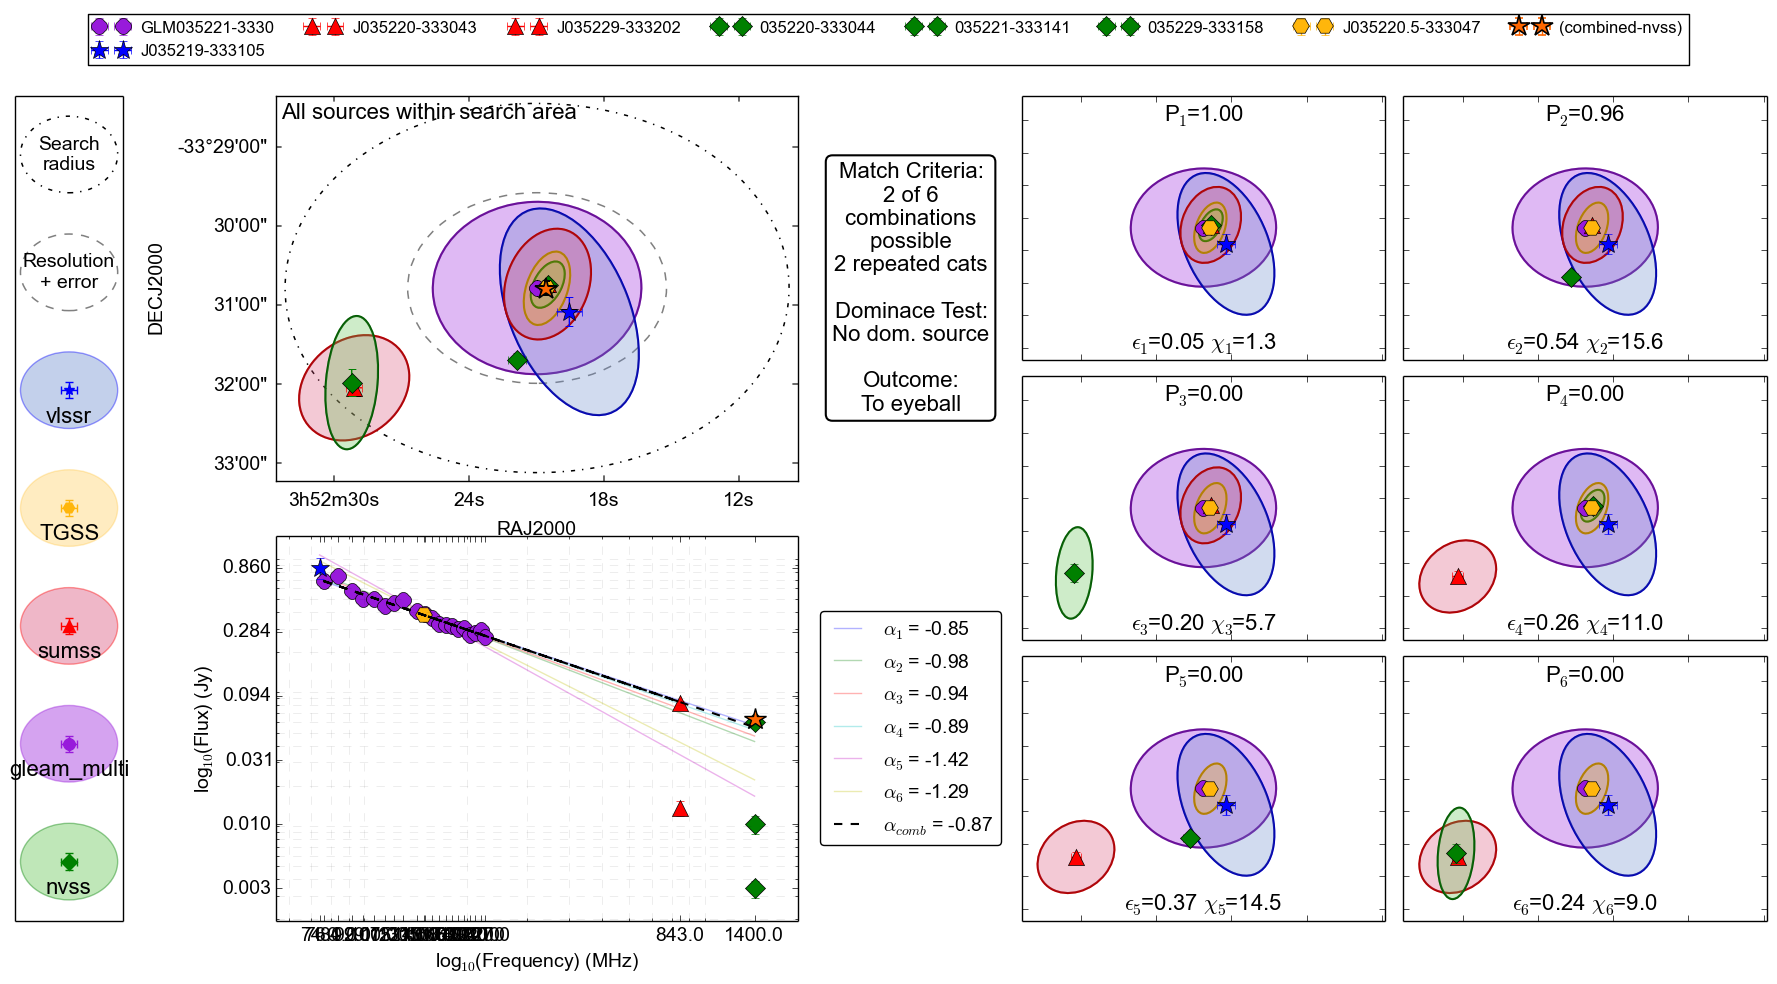 GLM035221-3330 J035220-333043 J035229-333202 035220-333044 035221-333141 035229-333158 J035220.5-333047 (combined-nvss)
J035219-333105
Search
radius
Resolution
+ error
vlssr
TGSS
sumss
gleam_multi
nvss
All sources within search area
DECJ2000
-33°29'00"
30'00"
31'00"
32'00"
33'00"
3h52m30s 24s 18s 12s
RAJ2000
Match Criteria:
2 of 6
combinations
possible
2 repeated cats
Dominace Test:
No dom. source
Outcome:
To eyeball
log₁₀(Flux) (Jy)
0.860
0.284
0.094
0.031
0.010
0.003
843.0 1400.0
log₁₀(Frequency) (MHz)
α₁ = -0.85
α₂ = -0.98
α₃ = -0.94
α₄ = -0.89
α₅ = -1.42
α₆ = -1.29
α_comb = -0.87
P₁=1.00
ϵ₁=0.05 χ₁=1.3
P₂=0.96
ϵ₂=0.54 χ₂=15.6
P₃=0.00
ϵ₃=0.20 χ₃=5.7
P₄=0.00
ϵ₄=0.26 χ₄=11.0
P₅=0.00
ϵ₅=0.37 χ₅=14.5
P₆=0.00
ϵ₆=0.24 χ₆=9.0